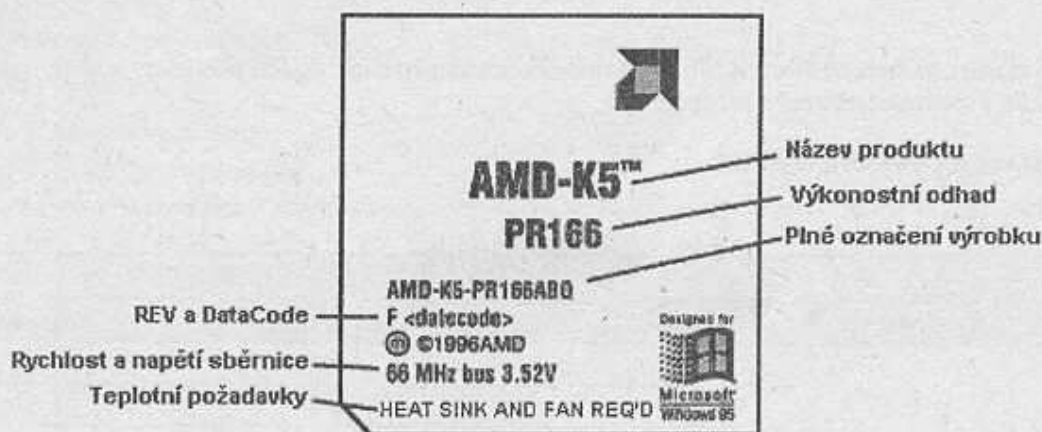 AMD-K5™
Název produktu
PR166
Výkonostní odhad
Plné označení výrobku
AMD-K5-PR166ABQ
REV a DataCode
F <datecode>
ⓜ ©1996AMD
Rychlost a napětí sběrnice
66 MHz bus 3.52V
Teplotní požadavky
HEAT SINK AND FAN REQ'D
Designed for
Microsoft
Windows 95